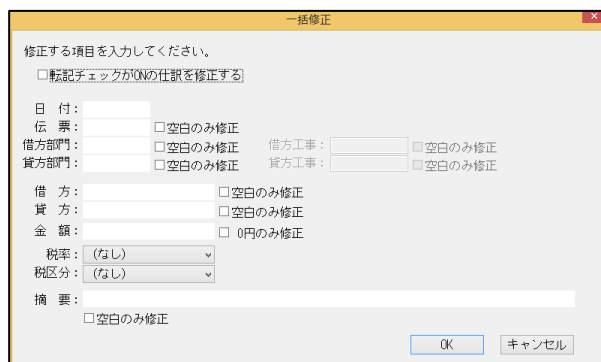 一括修正
修正する項目を入力してください。
転記チェックがONの仕訳を修正する
日 付:
伝 票: 空白のみ修正
借方部門: 空白のみ修正 借方工事: 空白のみ修正
貸方部門: 空白のみ修正 貸方工事: 空白のみ修正
借 方: 空白のみ修正
貸 方: 空白のみ修正
金 額: 0円のみ修正
税率: (なし)
税区分: (なし)
摘 要:
空白のみ修正
OK キャンセル